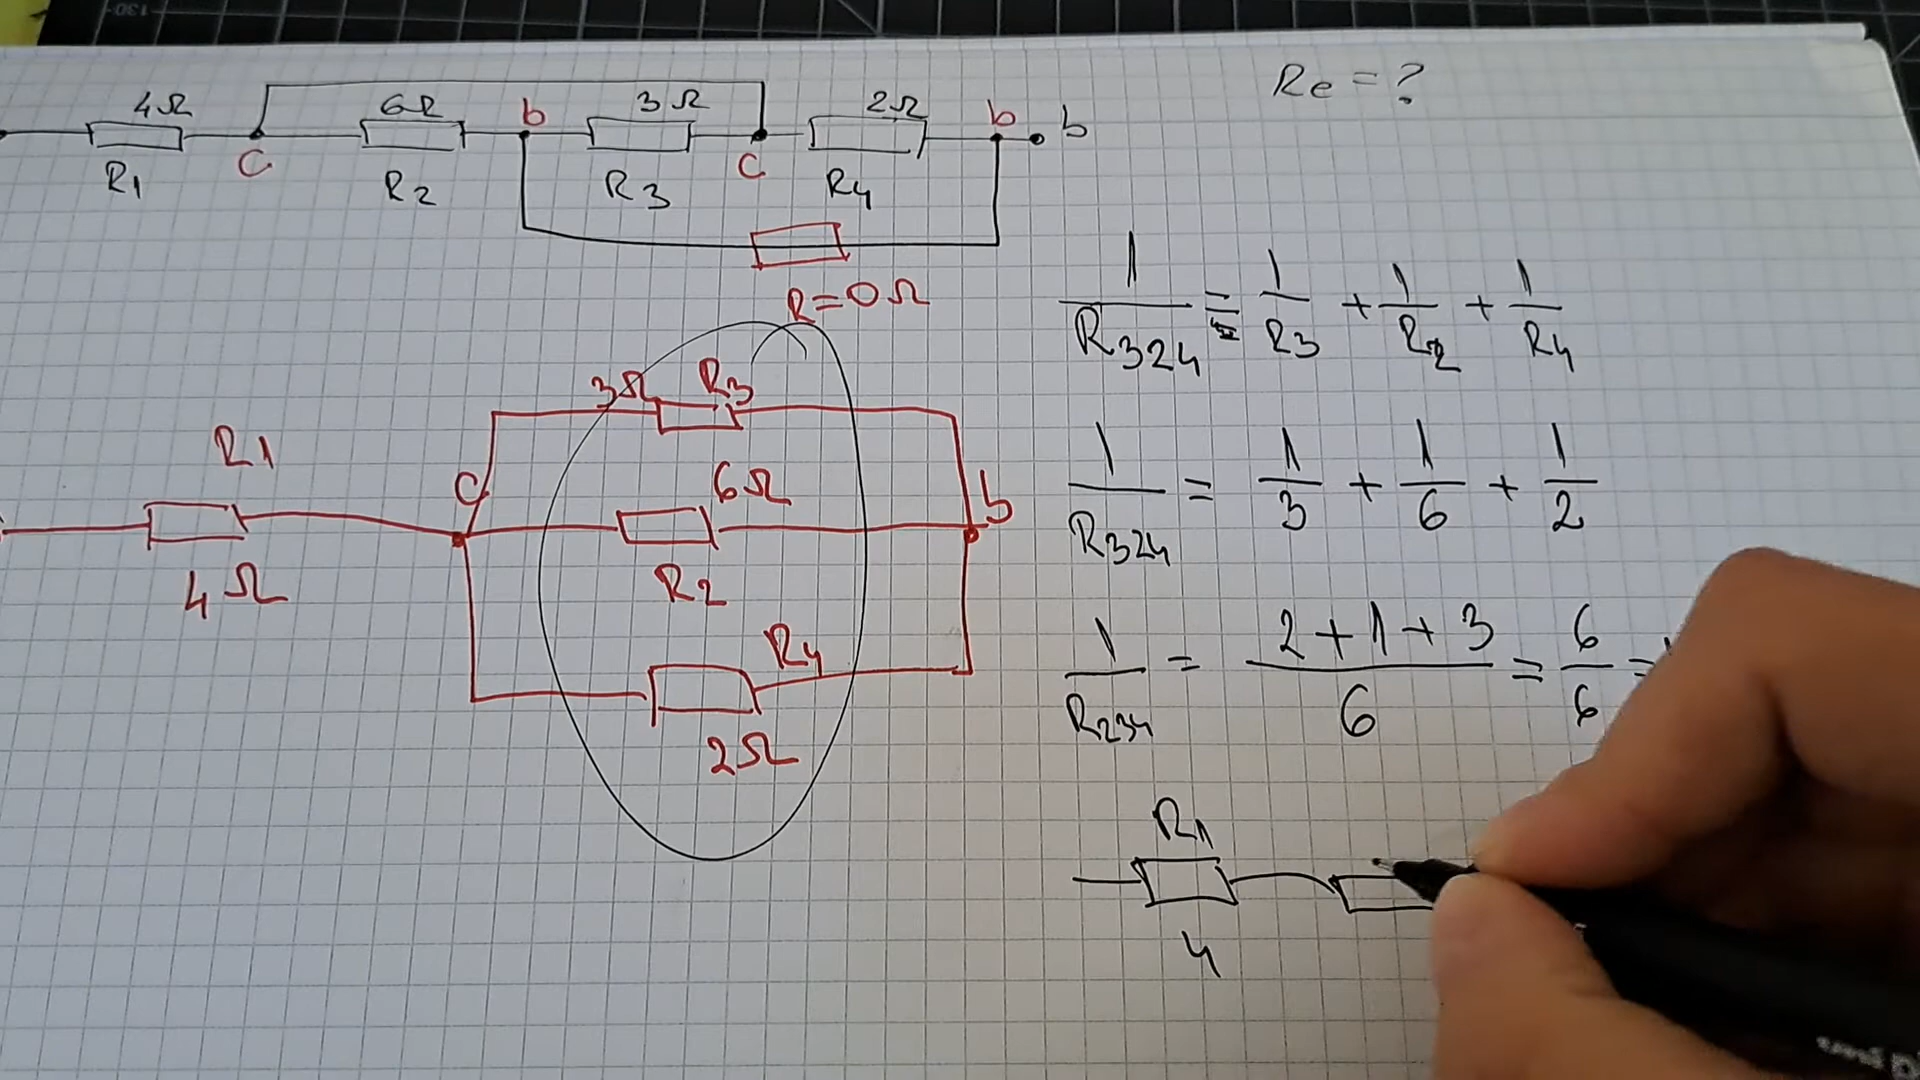 130
Re = ?
4Ω 6Ω b 3Ω 2Ω b b
C C
R1 R2 R3 R4
R=0Ω
1/R324 = 1/R3 + 1/R2 + 1/R4
3Ω R3
R1
C 6Ω b
1/R324 = 1/3 + 1/6 + 1/2
4Ω R2
R4
2Ω
1/R234 = (2+1+3)/6 = 6/6 =
R1
4